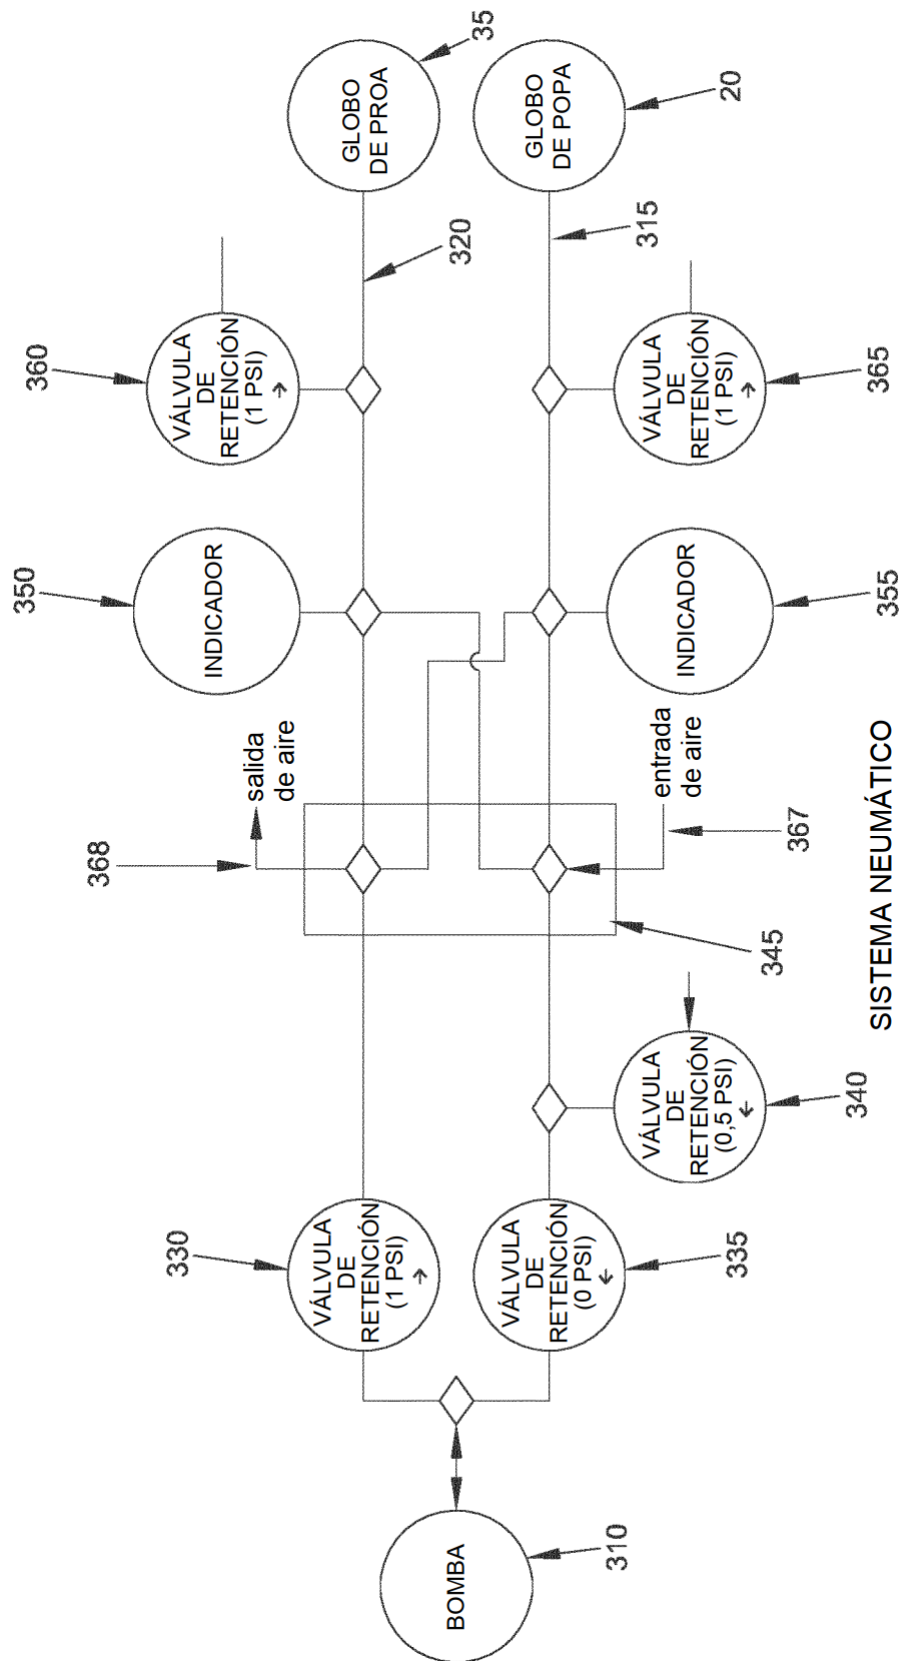 35
GLOBO
DE PROA
GLOBO
DE POPA
20
320
315
360
VÁLVULA
DE
RETENCIÓN
(1 PSI)
→
VÁLVULA
DE
RETENCIÓN
(1 PSI)
→
365
350
INDICADOR
INDICADOR
355
368
salida
de aire
entrada
de aire
367
345
330
VÁLVULA
DE
RETENCIÓN
(1 PSI)
→
VÁLVULA
DE
RETENCIÓN
(0 PSI)
←
335
VÁLVULA
DE
RETENCIÓN
(0,5 PSI)
←
340
BOMBA
310
SISTEMA NEUMÁTICO